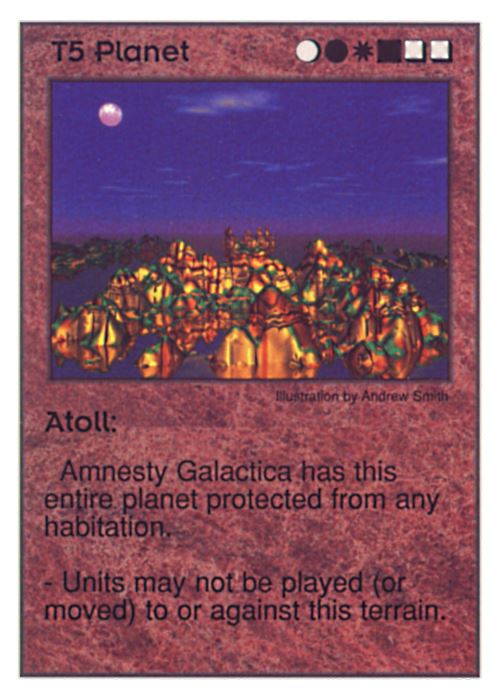 T5 Planet
Illustration by Andrew Smith
Atoll:
Amnesty Galactica has this
entire planet protected from any
habitation.
- Units may not be played (or
moved) to or against this terrain.